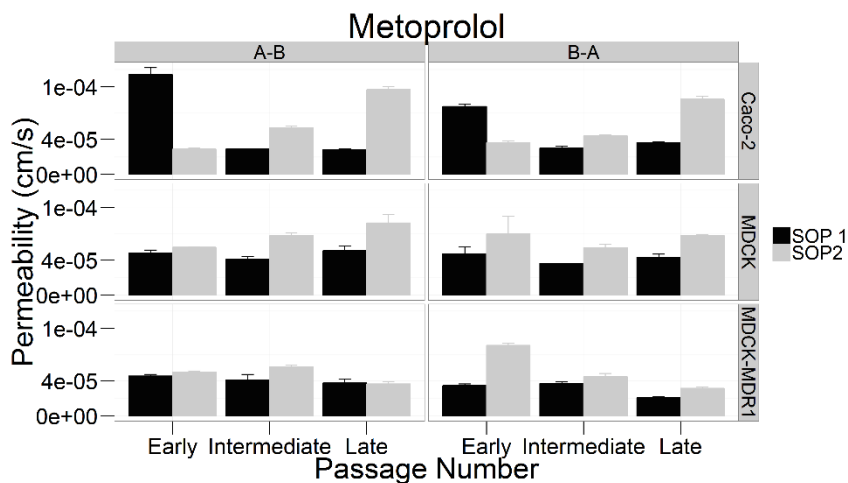 Metoprolol
A-B
B-A
Permeability (cm/s)
1e-04
4e-05
0e+00
Caco-2
1e-04
4e-05
0e+00
MDCK
1e-04
4e-05
0e+00
MDCK-MDR1
SOP 1
SOP2
Early Intermediate Late
Early Intermediate Late
Passage Number